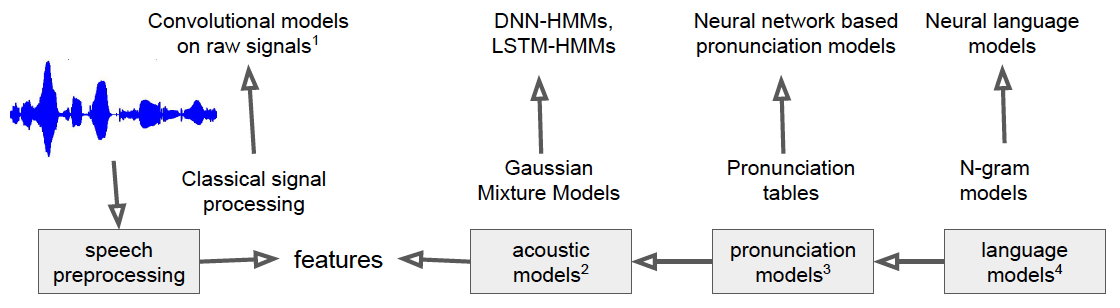 Convolutional models
on raw signals¹
DNN-HMMs,
LSTM-HMMs
Neural network based
pronunciation models
Neural language
models
Classical signal
processing
Gaussian
Mixture Models
Pronunciation
tables
N-gram
models
speech
preprocessing
features
acoustic
models²
pronunciation
models³
language
models⁴